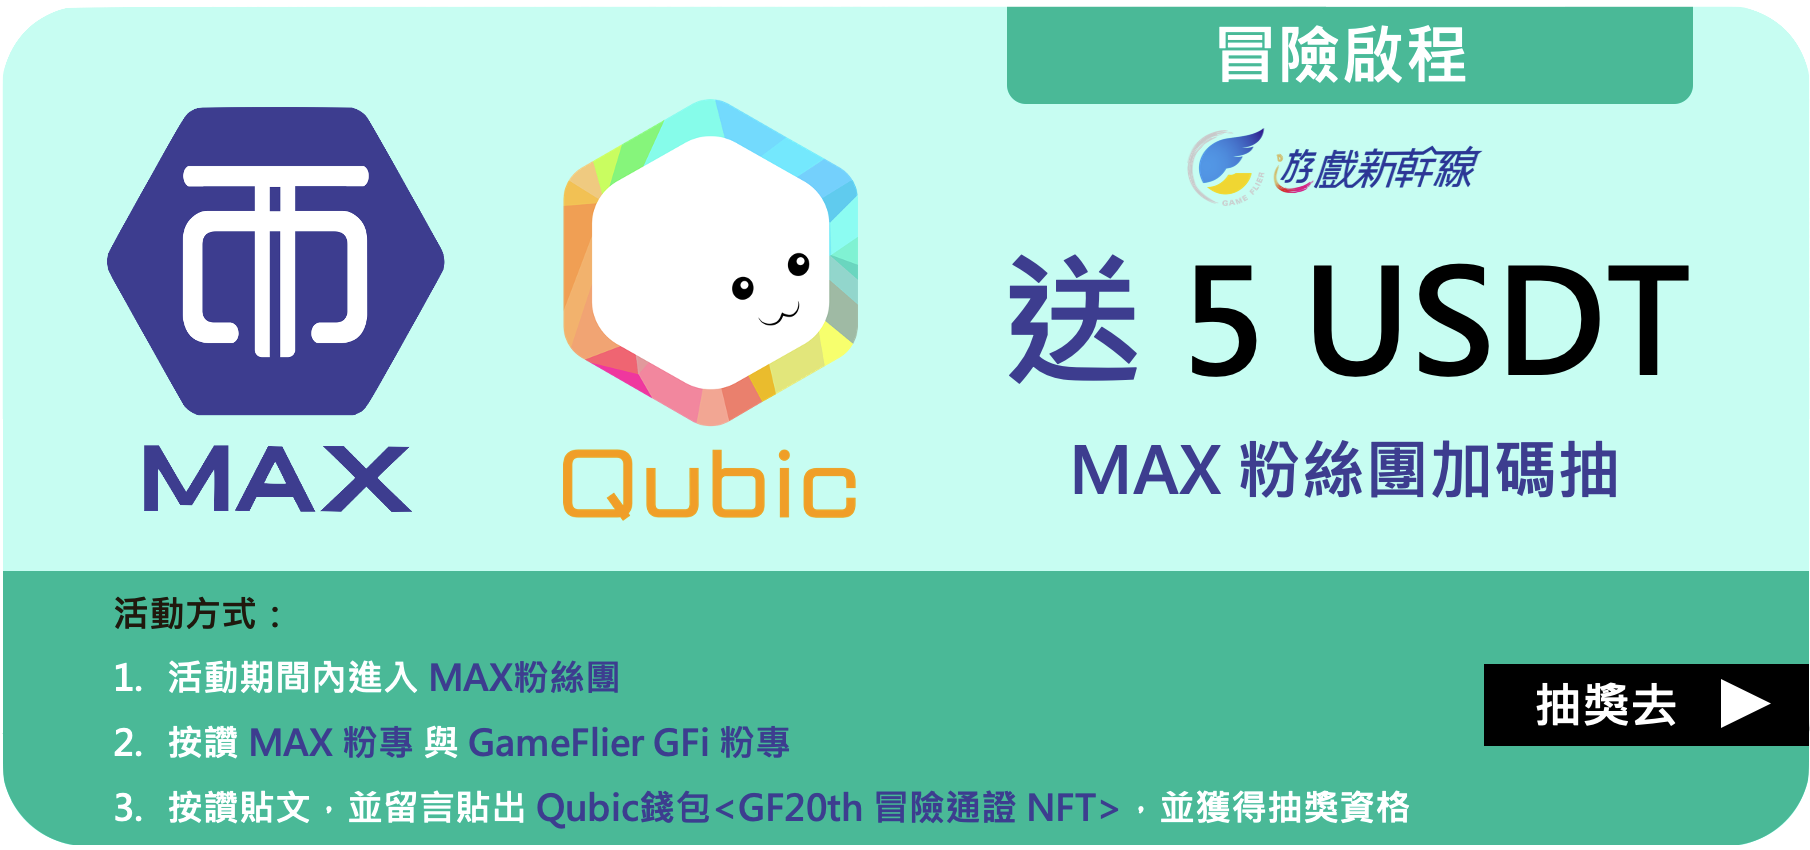 冒險啟程
GAME FLIER
遊戲新幹線
送 5 USDT
MAX 粉絲團加碼抽
币
MAX
Qubic
活動方式：
1. 活動期間內進入 MAX粉絲團
2. 按讚 MAX 粉專 與 GameFlier GFi 粉專
3. 按讚貼文，並留言貼出 Qubic錢包<GF20th 冒險通證 NFT>，並獲得抽獎資格
抽獎去